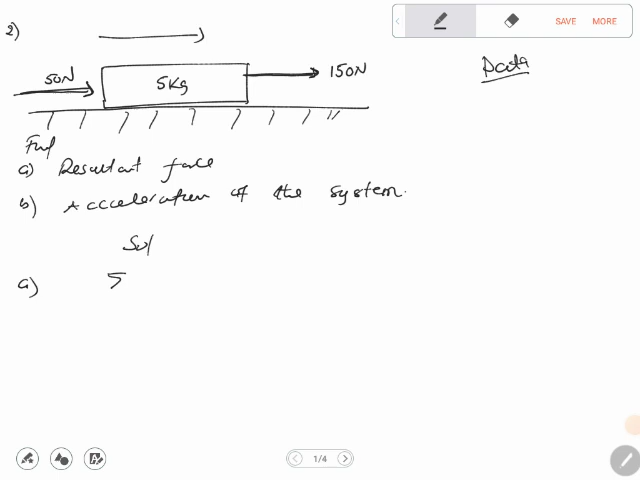 2)
SAVE MORE
50N 5Kg 150N
Data
Find
a) Resultant force
b) Acceleration of the system.
Sol
a) 5
1/4